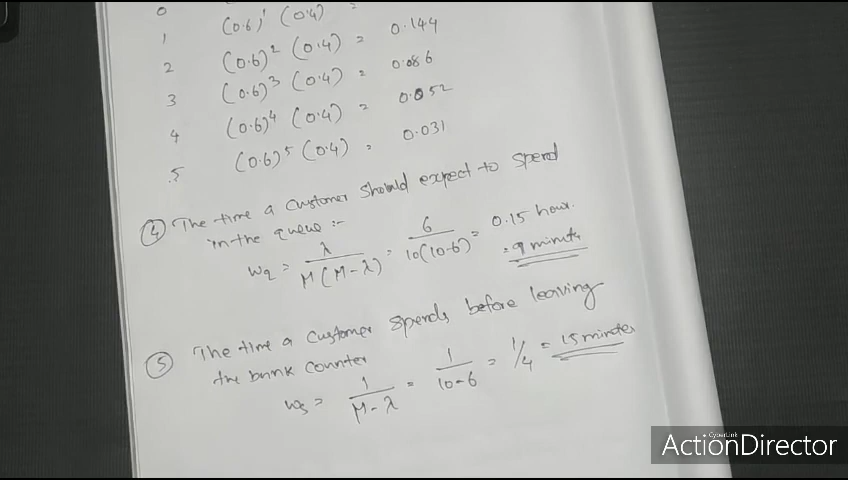 0
1 (0.6)¹ (0.4) =
2 (0.6)² (0.4) = 0.144
3 (0.6)³ (0.4) = 0.086
4 (0.6)⁴ (0.4) = 0.052
5 (0.6)⁵ (0.4) = 0.031
④ The time a customer should expect to spend
in the queue :-
Wq = λ / M(M-λ) = 6 / 10(10-6) = 0.15 hour.
= 9 minuts
⑤ The time a customer spends before leaving
the bank counter
Ws = 1 / M-λ = 1 / 10-6 = 1/4 = 15 minutes
CyberLink
ActionDirector